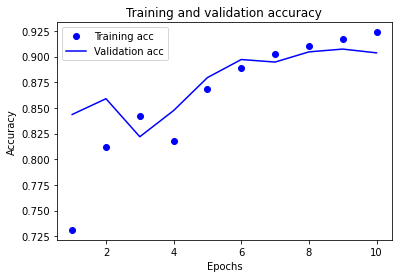 Training and validation accuracy
Training acc
Validation acc
Accuracy
0.925
0.900
0.875
0.850
0.825
0.800
0.775
0.750
0.725
2 4 6 8 10
Epochs